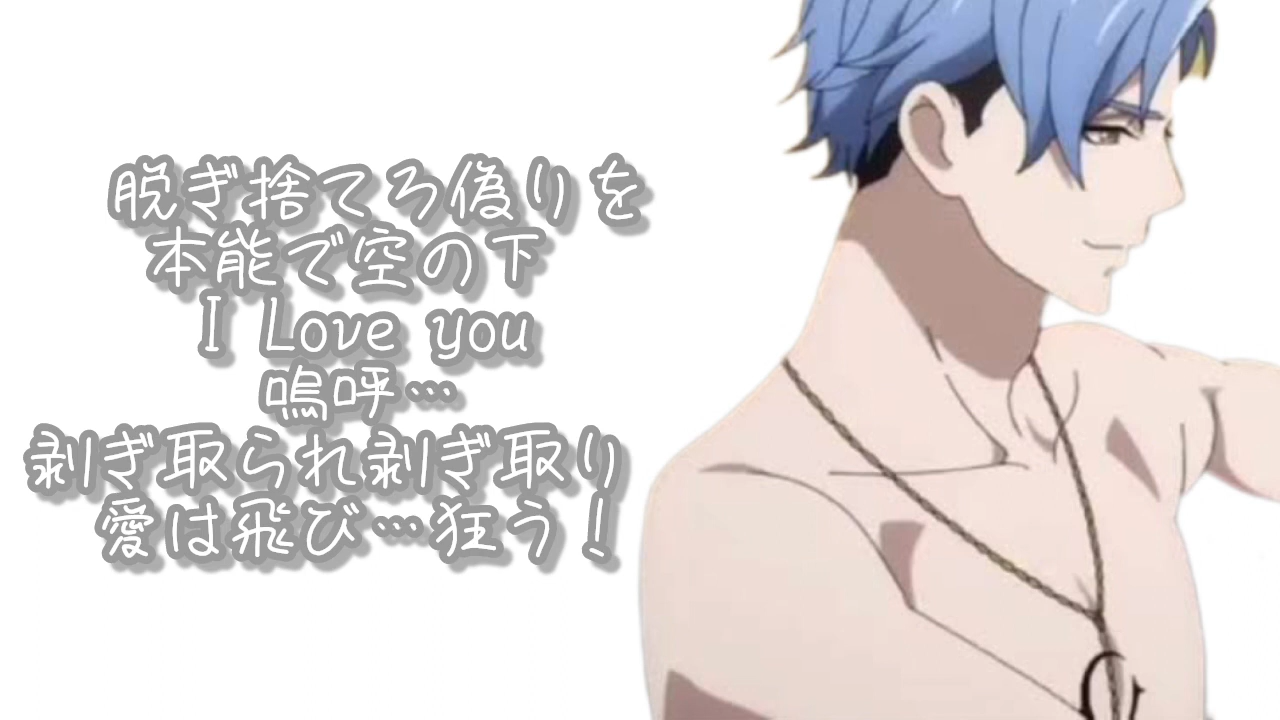 脱ぎ捨てろ偽りを
本能で空の下
I Love you
嗚呼…
剥ぎ取られ剥ぎ取り
愛は飛び…狂う！